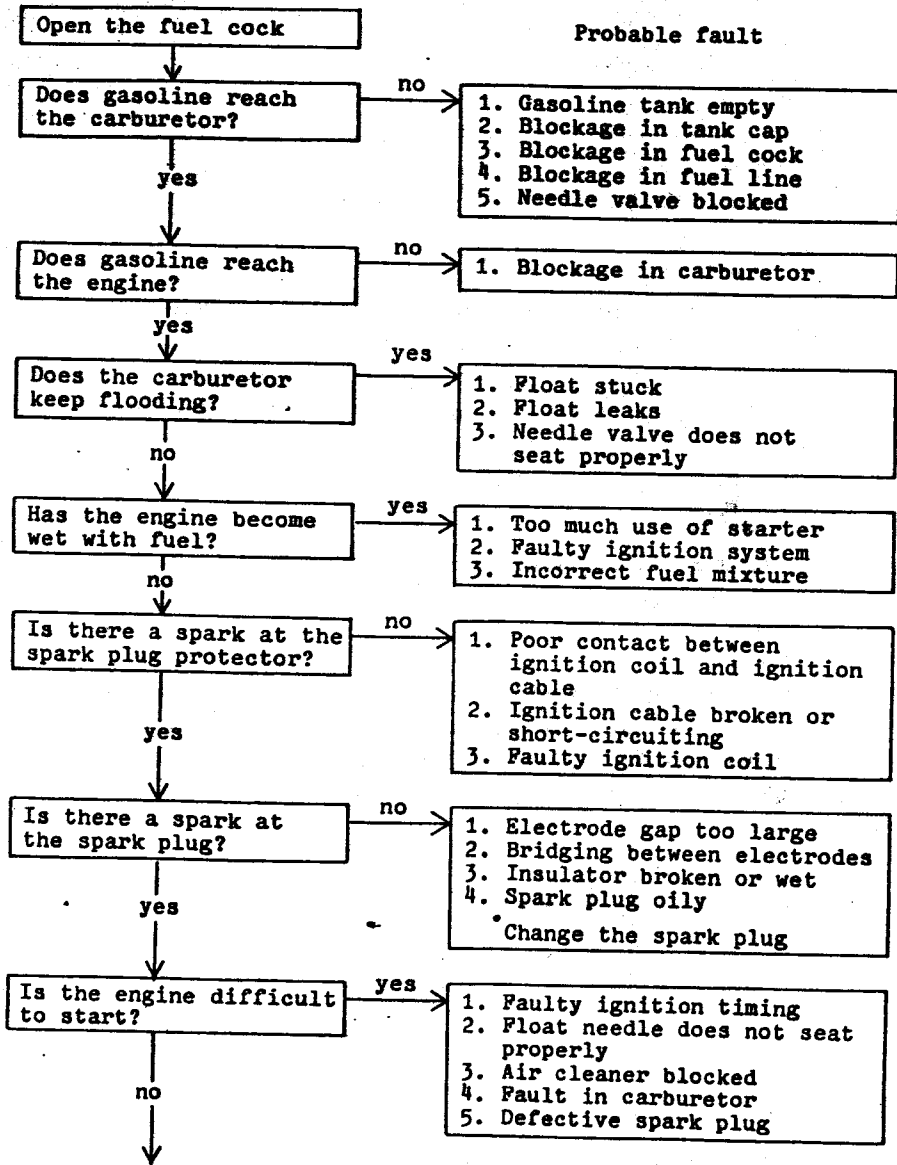 Open the fuel cock
Probable fault
Does gasoline reach
the carburetor?
no
1. Gasoline tank empty
2. Blockage in tank cap
3. Blockage in fuel cock
4. Blockage in fuel line
5. Needle valve blocked
yes
Does gasoline reach
the engine?
no
1. Blockage in carburetor
yes
Does the carburetor
keep flooding?
yes
1. Float stuck
2. Float leaks
3. Needle valve does not
seat properly
no
Has the engine become
wet with fuel?
yes
1. Too much use of starter
2. Faulty ignition system
3. Incorrect fuel mixture
no
Is there a spark at the
spark plug protector?
no
1. Poor contact between
ignition coil and ignition
cable
2. Ignition cable broken or
short-circuiting
3. Faulty ignition coil
yes
Is there a spark at
the spark plug?
no
1. Electrode gap too large
2. Bridging between electrodes
3. Insulator broken or wet
4. Spark plug oily
Change the spark plug
yes
Is the engine difficult
to start?
yes
1. Faulty ignition timing
2. Float needle does not seat
properly
3. Air cleaner blocked
4. Fault in carburetor
5. Defective spark plug
no